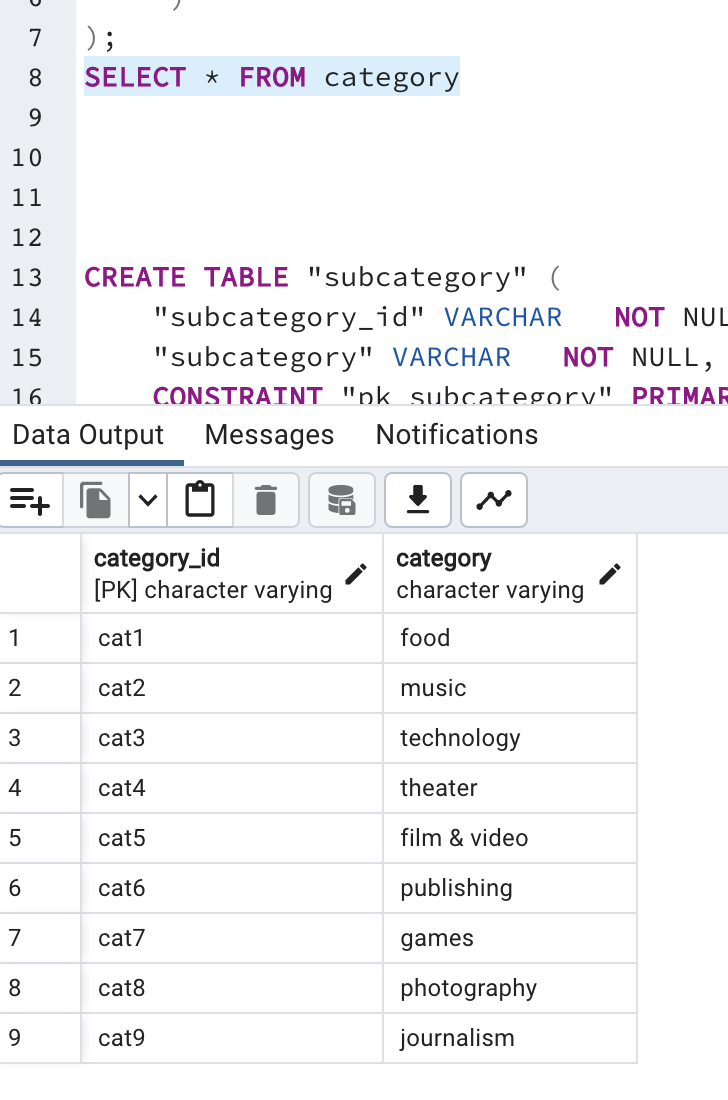 6 )
7 );
8 SELECT * FROM category
9
10
11
12
13 CREATE TABLE "subcategory" (
14 "subcategory_id" VARCHAR NOT NUL
15 "subcategory" VARCHAR NOT NULL,
16 CONSTRAINT "pk_subcategory" PRIMAR
Data Output Messages Notifications
category_id category
[PK] character varying character varying
1 cat1 food
2 cat2 music
3 cat3 technology
4 cat4 theater
5 cat5 film & video
6 cat6 publishing
7 cat7 games
8 cat8 photography
9 cat9 journalism